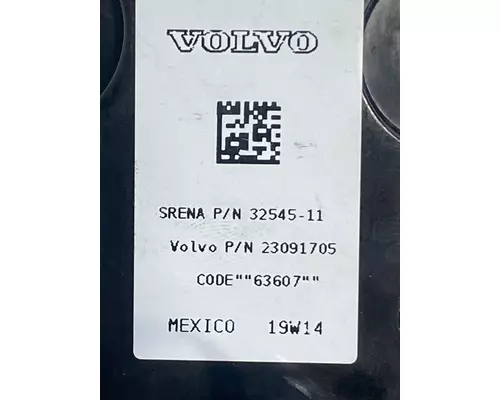 VOLVO
SRENA P/N 32545-11
Volvo P/N 23091705
CODE""63607""
MEXICO 19W14